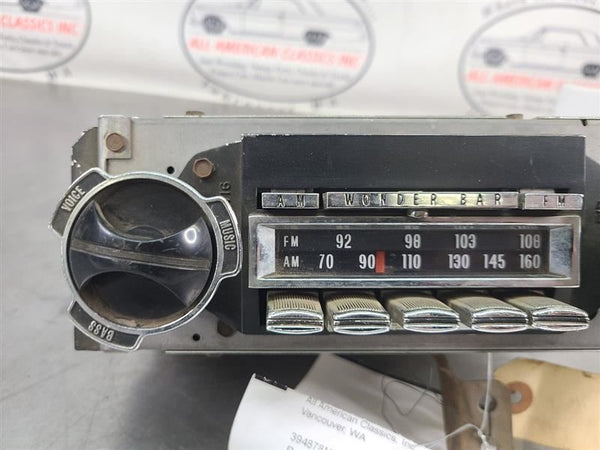 ALL AMERICAN CLASSICS INC
AM WONDER BAR FM
VOICE
MUSIC
BASS
16
FM 92 98 103 108
AM 70 90 110 130 145 160
All American Classics, Inc
Vancouver, WA